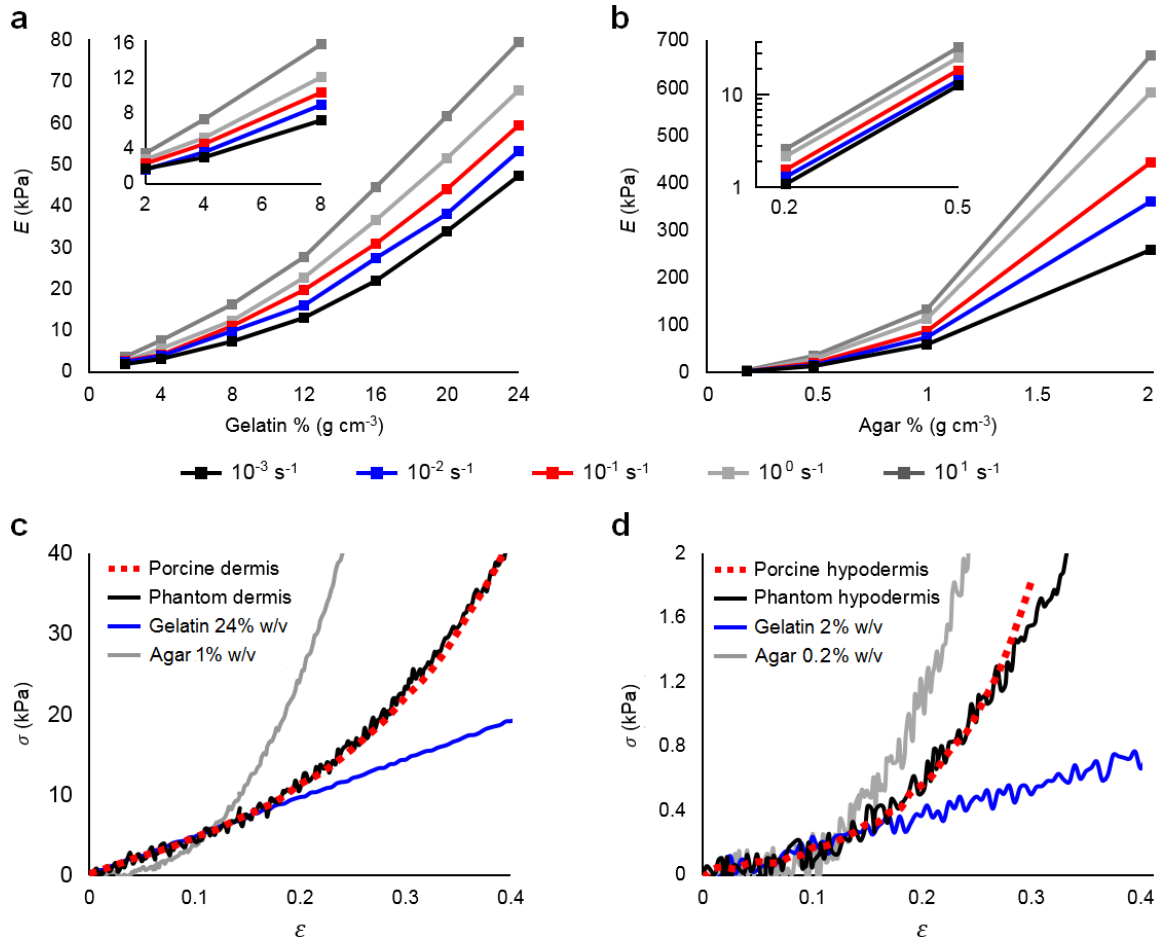 a
E (kPa)
80
70
60
50
40
30
20
10
0
16
12
8
4
0
2 4 6 8
0 4 8 12 16 20 24
Gelatin % (g cm⁻³)
b
E (kPa)
700
600
500
400
300
200
100
0
10
1
0.2 0.5
0 0.5 1 1.5 2
Agar % (g cm⁻³)
10⁻³ s⁻¹ 10⁻² s⁻¹ 10⁻¹ s⁻¹ 10⁰ s⁻¹ 10¹ s⁻¹
c
σ (kPa)
40
30
20
10
0
Porcine dermis
Phantom dermis
Gelatin 24% w/v
Agar 1% w/v
0 0.1 0.2 0.3 0.4
ε
d
σ (kPa)
2
1.6
1.2
0.8
0.4
0
Porcine hypodermis
Phantom hypodermis
Gelatin 2% w/v
Agar 0.2% w/v
0 0.1 0.2 0.3 0.4
ε